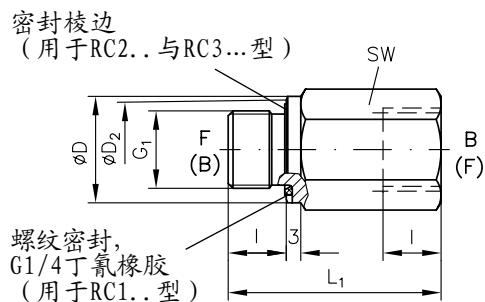 密封棱边
（用于RC2..与RC3...型）
SW
F
(B)
B
(F)
øD
øD₂
G₁
l
3
l
L₁
螺纹密封,
G1/4丁氰橡胶
（用于RC1..型）